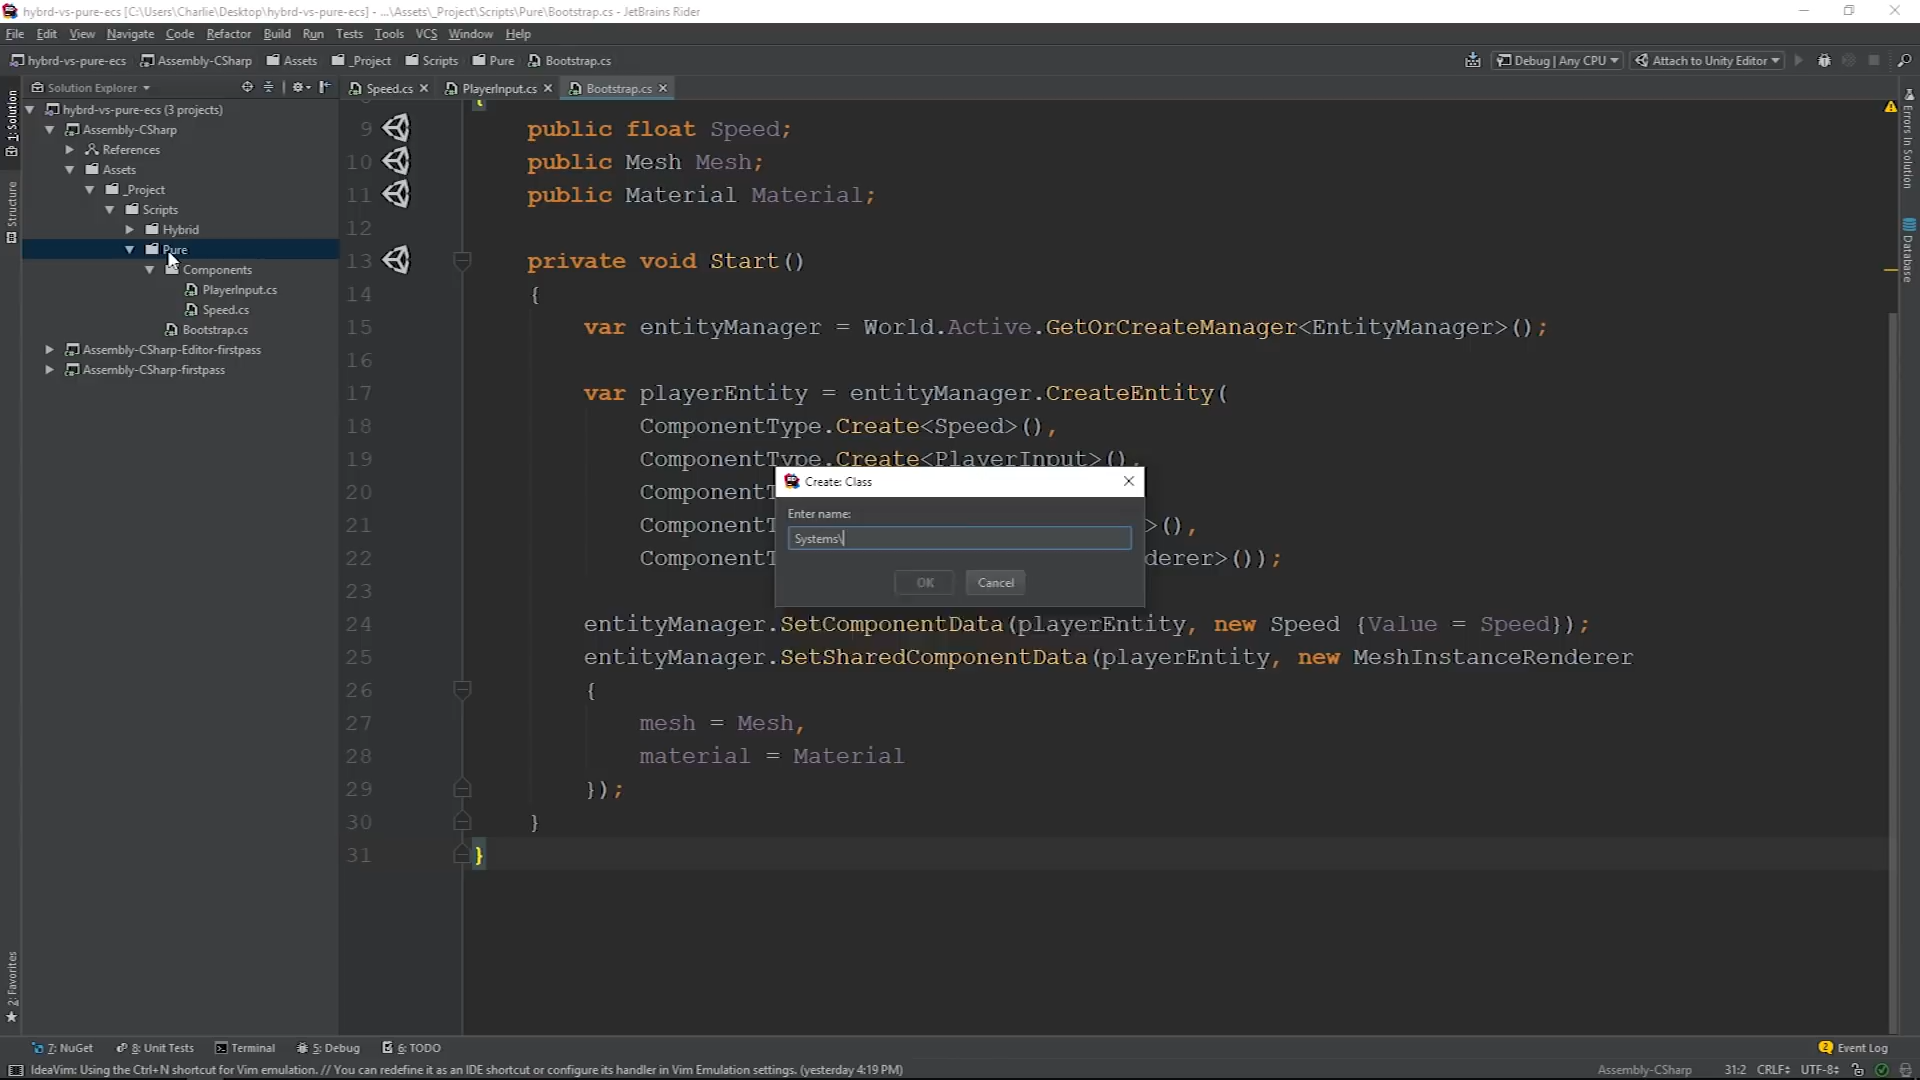 hybrd-vs-pure-ecs [C:\Users\Charlie\Desktop\hybrd-vs-pure-ecs] - ...\Assets\_Project\Scripts\Pure\Bootstrap.cs - JetBrains Rider
File Edit View Navigate Code Refactor Build Run Tests Tools VCS Window Help
hybrd-vs-pure-ecs Assembly-CSharp Assets _Project Scripts Pure Bootstrap.cs
Debug | Any CPU Attach to Unity Editor
Solution Explorer
Speed.cs PlayerInput.cs Bootstrap.cs
1: Solution
Structure
2: Favorites
hybrd-vs-pure-ecs (3 projects)
Assembly-CSharp
References
Assets
_Project
Scripts
Hybrid
Pure
Components
PlayerInput.cs
Speed.cs
Bootstrap.cs
Assembly-CSharp-Editor-firstpass
Assembly-CSharp-firstpass
{
9 public float Speed;
10 public Mesh Mesh;
11 public Material Material;
12
13 private void Start()
14 {
15 var entityManager = World.Active.GetOrCreateManager<EntityManager>();
16
17 var playerEntity = entityManager.CreateEntity(
18 ComponentType.Create<Speed>(),
19 ComponentType.Create<PlayerInput>(),
20 ComponentT
21 ComponentT >(),
22 ComponentT derer>());
23
24 entityManager.SetComponentData(playerEntity, new Speed {Value = Speed});
25 entityManager.SetSharedComponentData(playerEntity, new MeshInstanceRenderer
26 {
27 mesh = Mesh,
28 material = Material
29 });
30 }
31 }
Create: Class
Enter name:
Systems\
OK Cancel
Errors In Solution
Database
7: NuGet 8: Unit Tests Terminal 5: Debug 6: TODO
2 Event Log
IdeaVim: Using the Ctrl+N shortcut for Vim emulation. // You can redefine it as an IDE shortcut or configure its handler in Vim Emulation settings. (yesterday 4:19 PM)
Assembly-CSharp 31:2 CRLF UTF-8